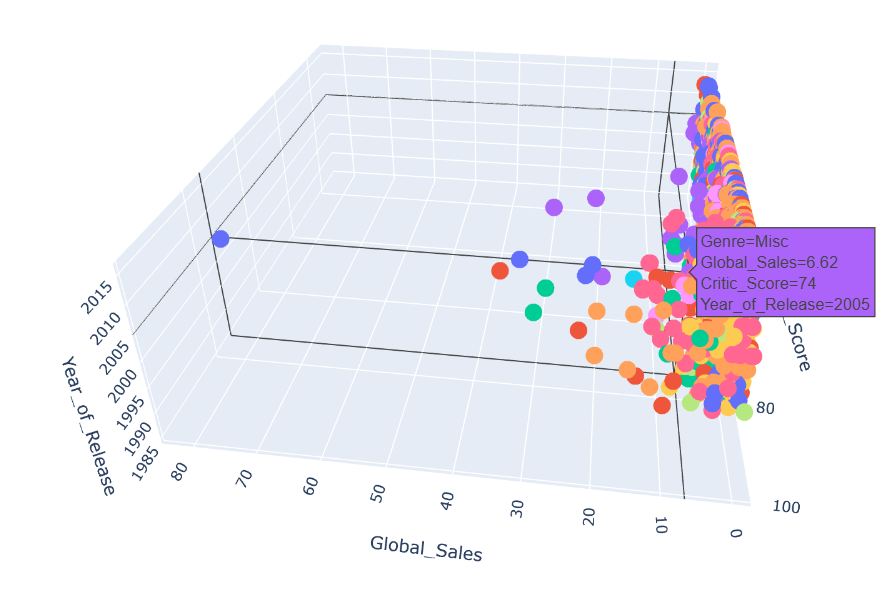 Genre=Misc
Global_Sales=6.62
Critic_Score=74
Year_of_Release=2005
Score
80
100
2015
2010
2005
2000
1995
1990
1985
Year_of_Release
80
70
60
50
40
30
20
10
0
Global_Sales